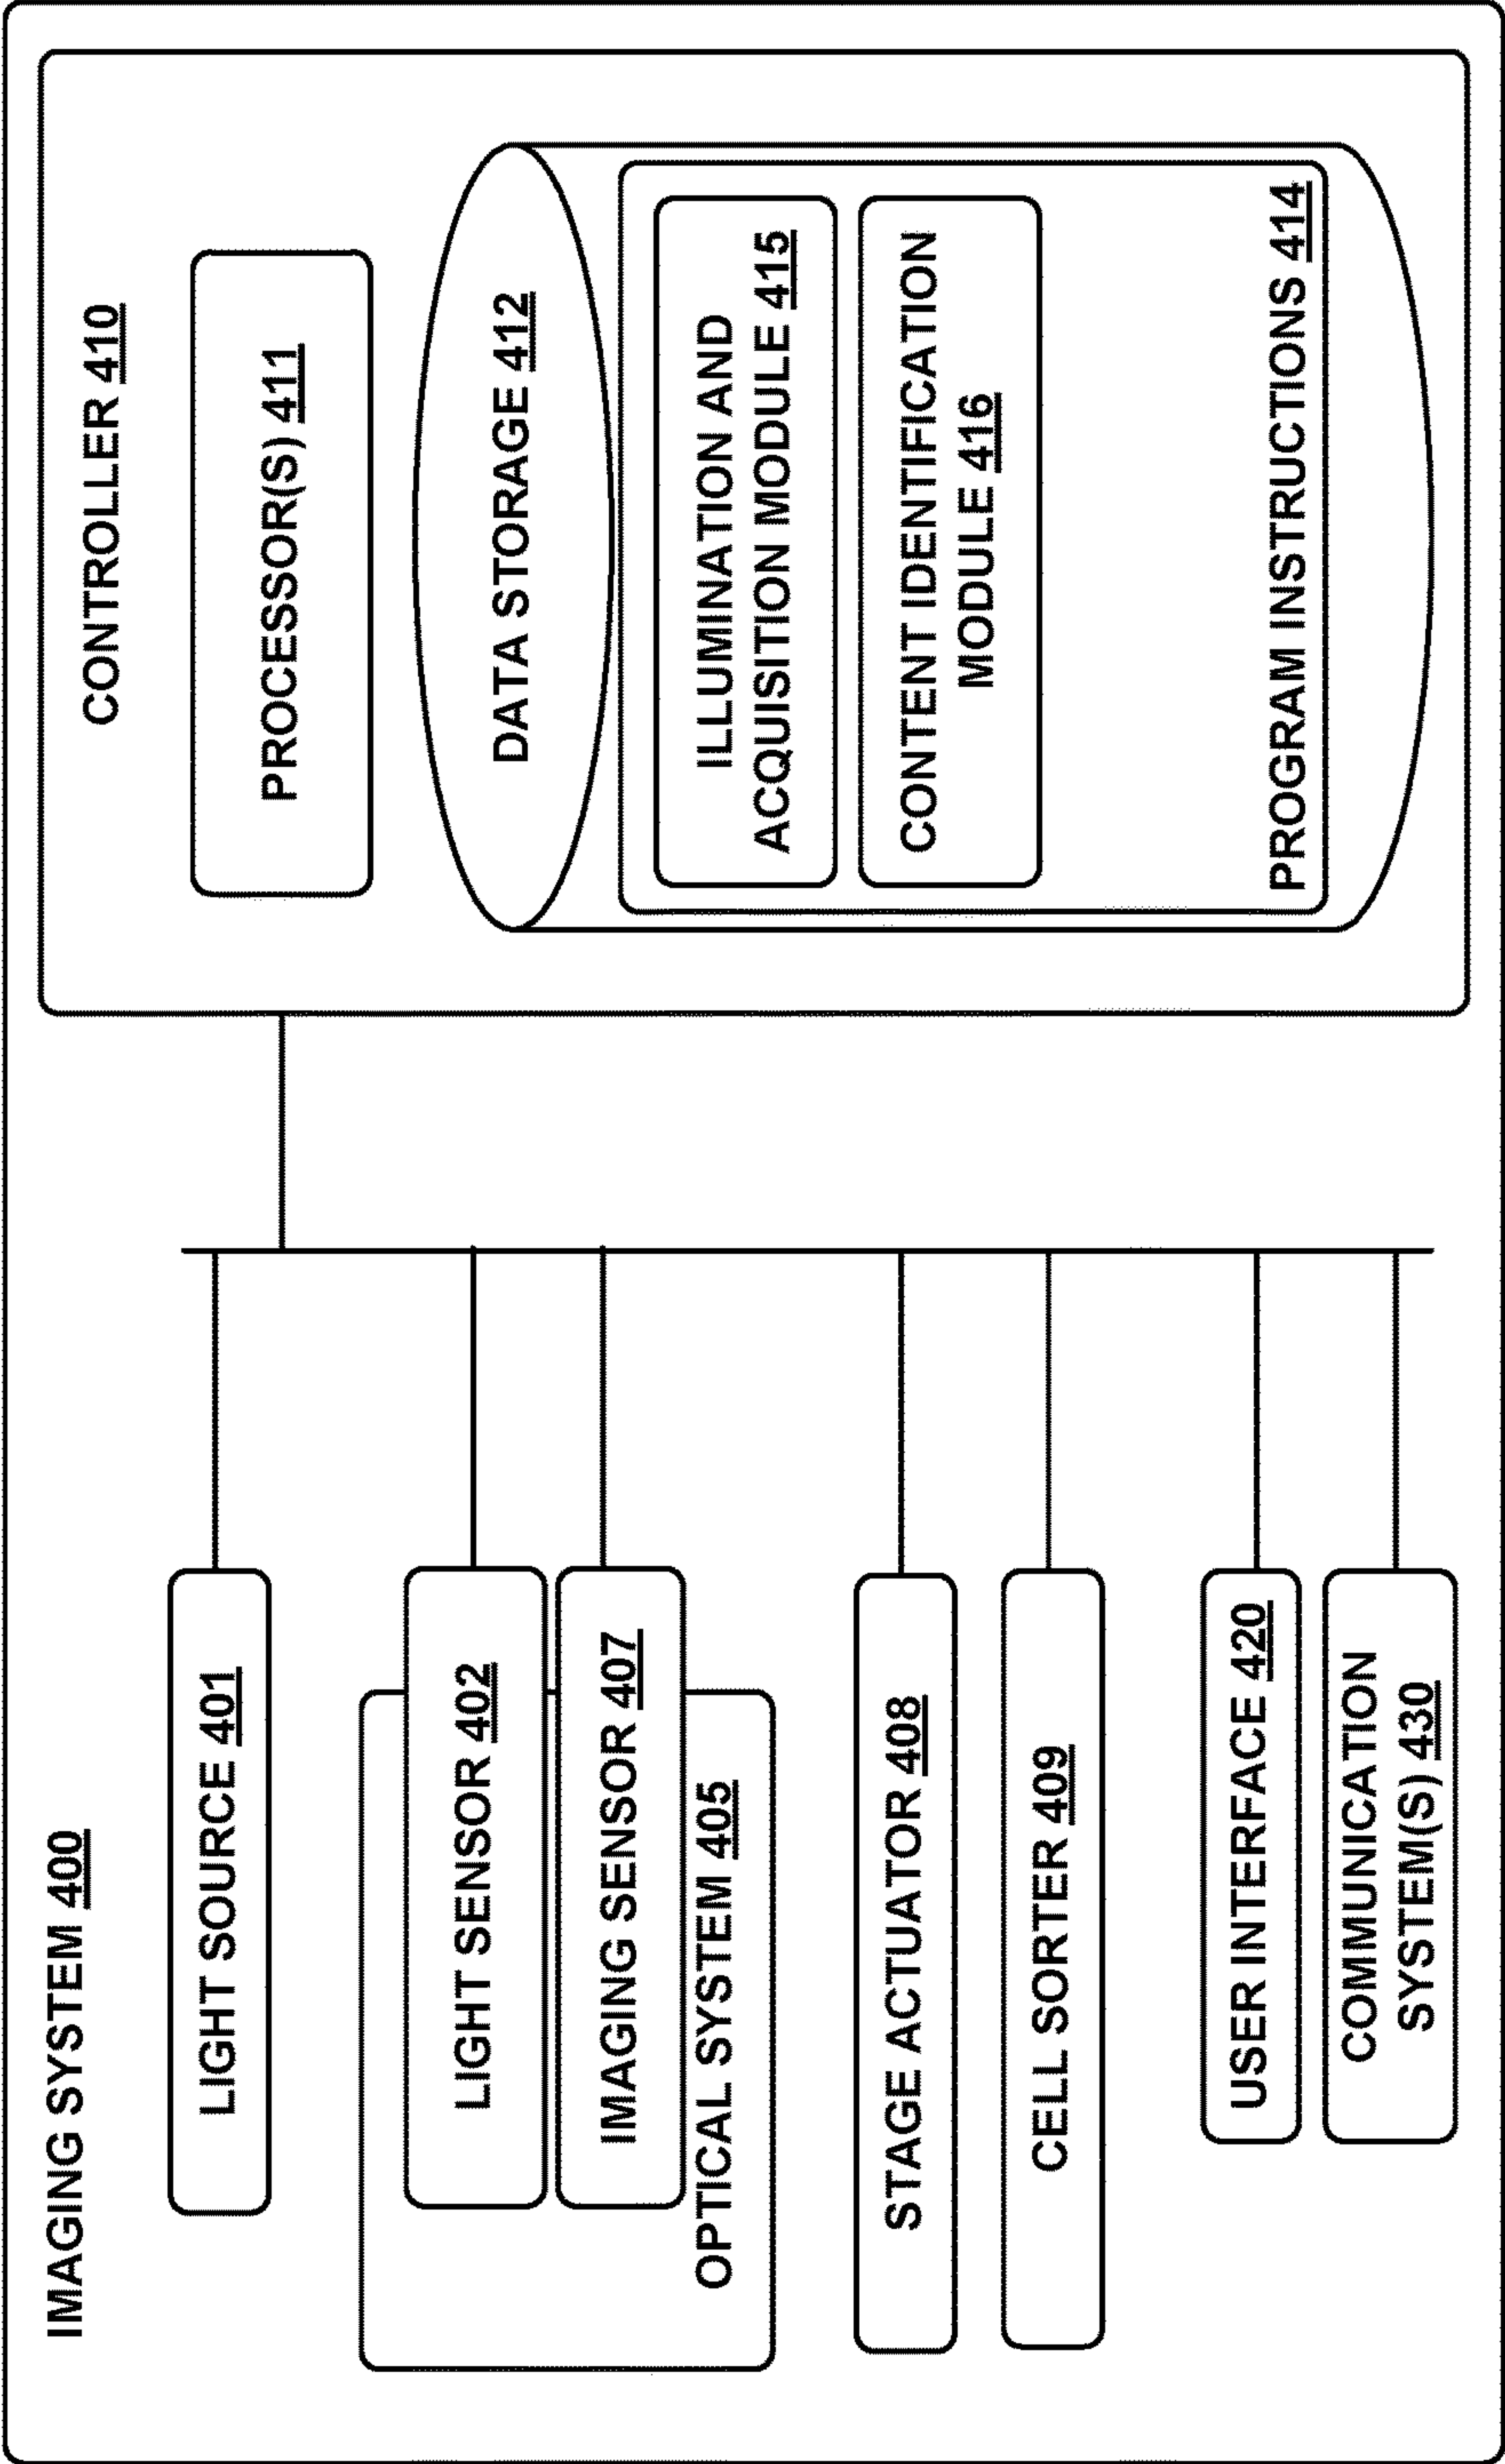 IMAGING SYSTEM 400
LIGHT SOURCE 401
LIGHT SENSOR 402
IMAGING SENSOR 407
OPTICAL SYSTEM 405
STAGE ACTUATOR 408
CELL SORTER 409
USER INTERFACE 420
COMMUNICATION
SYSTEM(S) 430
CONTROLLER 410
PROCESSOR(S) 411
DATA STORAGE 412
ILLUMINATION AND
ACQUISITION MODULE 415
CONTENT IDENTIFICATION
MODULE 416
PROGRAM INSTRUCTIONS 414